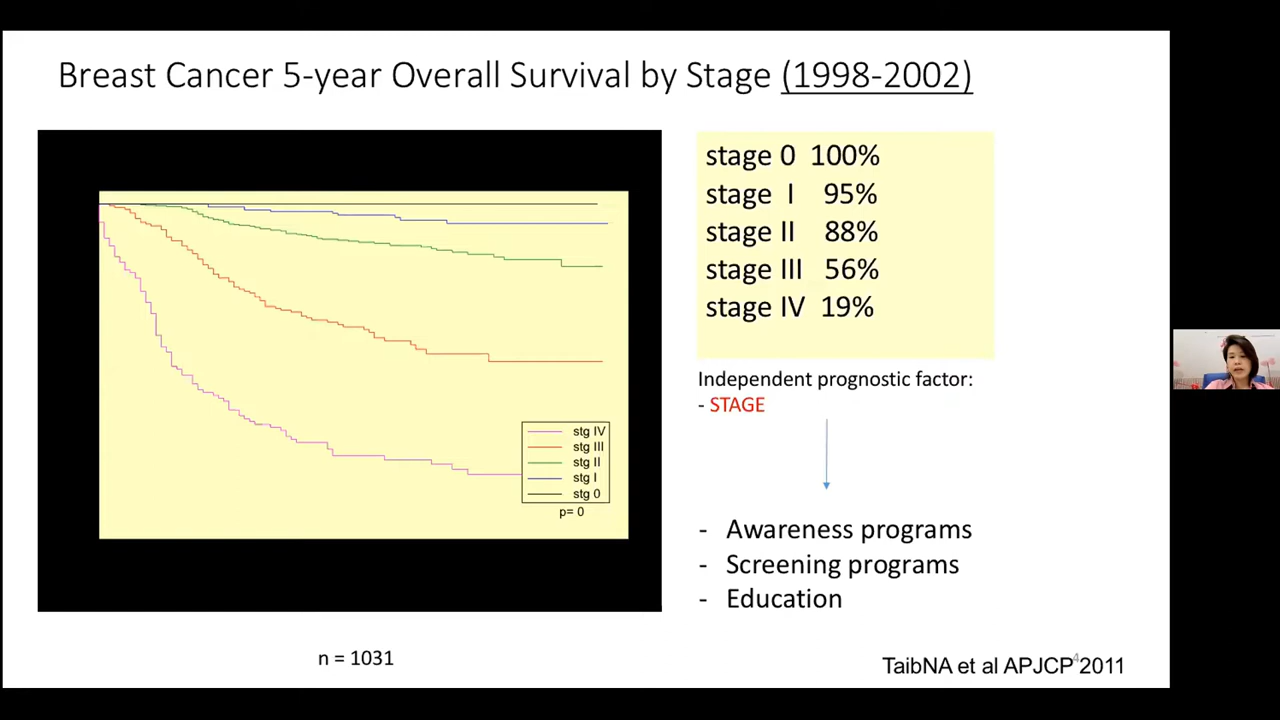 Breast Cancer 5-year Overall Survival by Stage (1998-2002)
stage 0 100%
stage I 95%
stage II 88%
stage III 56%
stage IV 19%
Independent prognostic factor:
- STAGE
stg IV
stg III
stg II
stg I
stg 0
p= 0
- Awareness programs
- Screening programs
- Education
n = 1031
TaibNA et al APJCP 2011
4